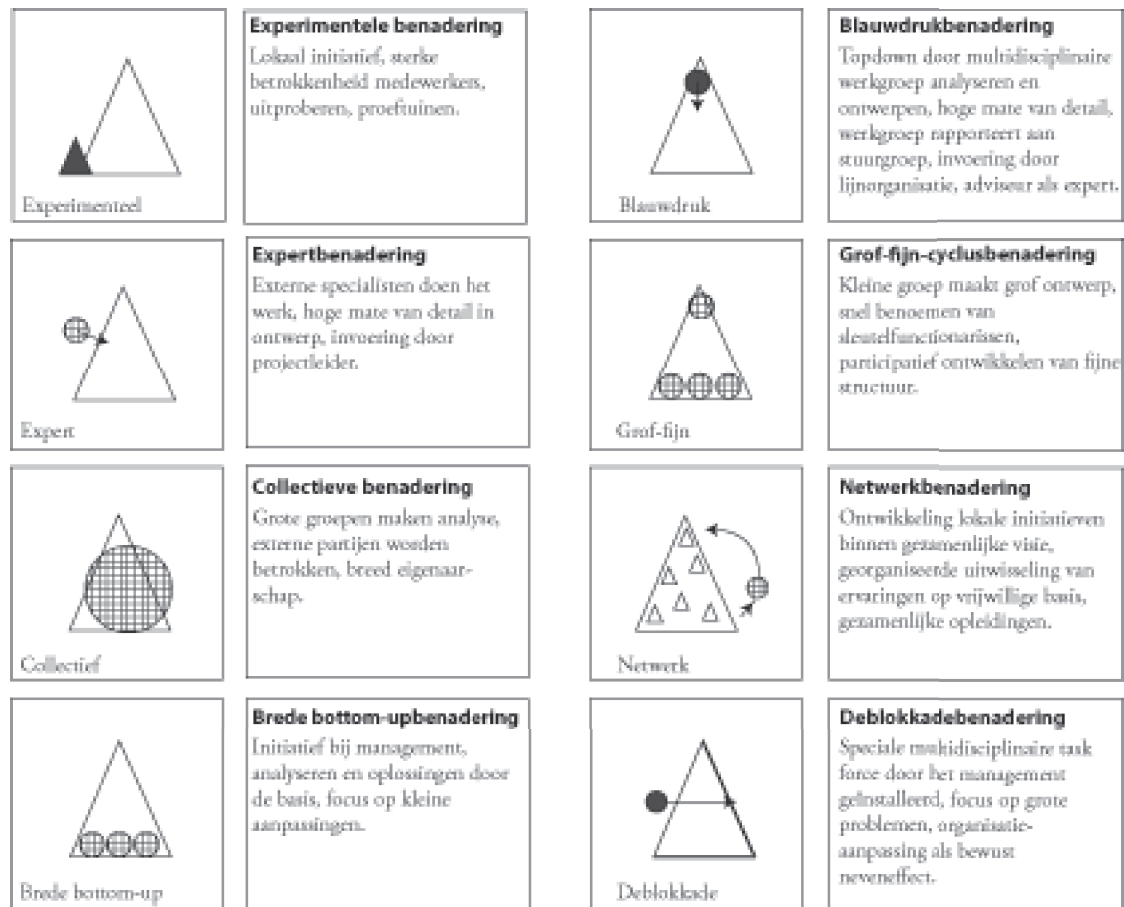 Experimenteel
Experimentele benadering
Lokaal initiatief, sterke
betrokkenheid medewerkers,
uitproberen, proeftuinen.
Blauwdruk
Blauwdrukbenadering
Topdown door multidisciplinaire
werkgroep analyseren en
ontwerpen, hoge mate van detail,
werkgroep rapporteert aan
stuurgroep, invoering door
lijnorganisatie, adviseur als expert.
Expert
Expertbenadering
Externe specialisten doen het
werk, hoge mate van detail in
ontwerp, invoering door
projectleider.
Grof-fijn
Grof-fijn-cyclusbenadering
Kleine groep maakt grof ontwerp,
snel benoemen van
sleutelfunctionarissen,
participatief ontwikkelen van fijne
structuur.
Collectief
Collectieve benadering
Grote groepen maken analyse,
externe partijen worden
betrokken, breed eigenaar-
schap.
Netwerk
Netwerkbenadering
Ontwikkeling lokale initiatieven
binnen gezamenlijke visie,
georganiseerde uitwisseling van
ervaringen op vrijwillige basis,
gezamenlijke opleidingen.
Brede bottom-up
Brede bottom-upbenadering
Initiatief bij management,
analyseren en oplossingen door
de basis, focus op kleine
aanpassingen.
Deblokkade
Deblokkadebenadering
Speciale multidisciplinaire task
force door het management
geïnstalleerd, focus op grote
problemen, organisatie-
aanpassing als bewust
neveneffect.